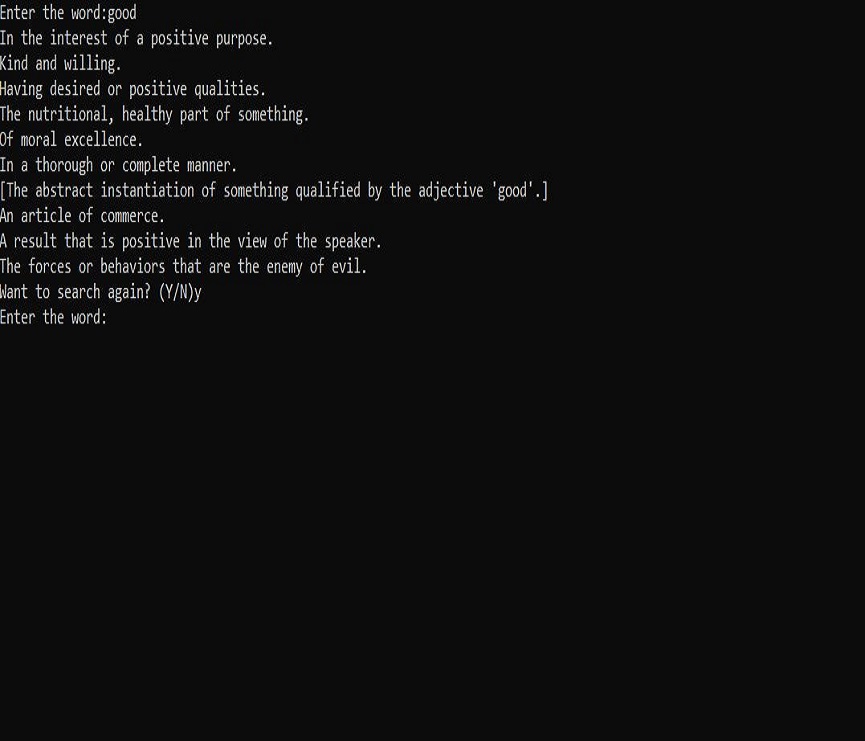 Enter the word:good
In the interest of a positive purpose.
Kind and willing.
Having desired or positive qualities.
The nutritional, healthy part of something.
Of moral excellence.
In a thorough or complete manner.
[The abstract instantiation of something qualified by the adjective 'good'.]
An article of commerce.
A result that is positive in the view of the speaker.
The forces or behaviors that are the enemy of evil.
Want to search again? (Y/N)y
Enter the word: